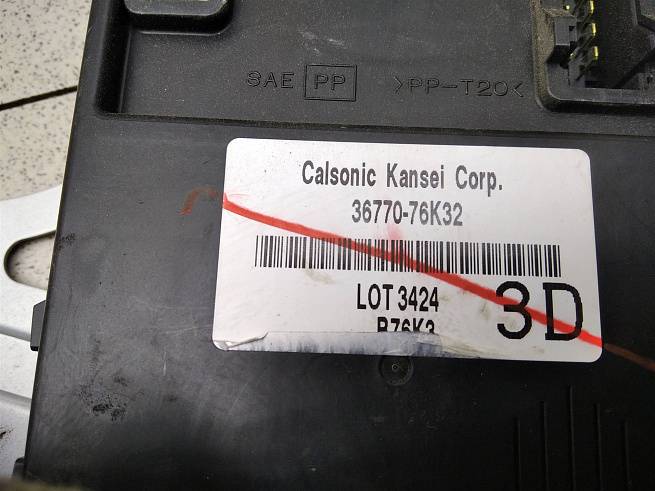 SAE PP >PP-T20<
Calsonic Kansei Corp.
36770-76K32
LOT 3424
3D
B76K3